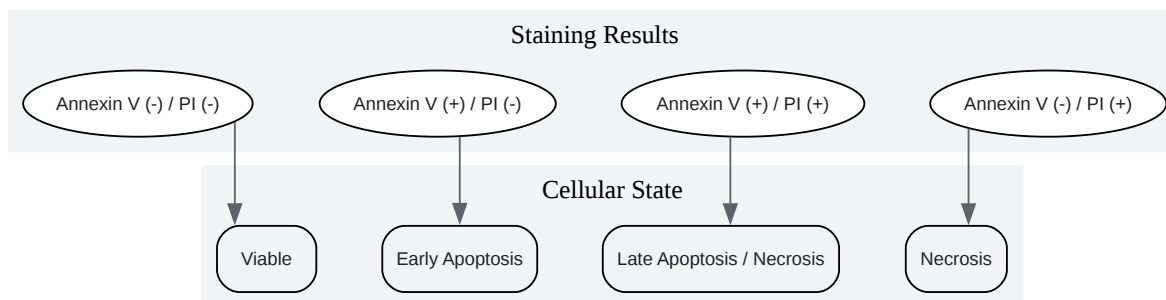 Staining Results
Annexin V (-) / PI (-)
Annexin V (+) / PI (-)
Annexin V (+) / PI (+)
Annexin V (-) / PI (+)
Cellular State
Viable
Early Apoptosis
Late Apoptosis / Necrosis
Necrosis